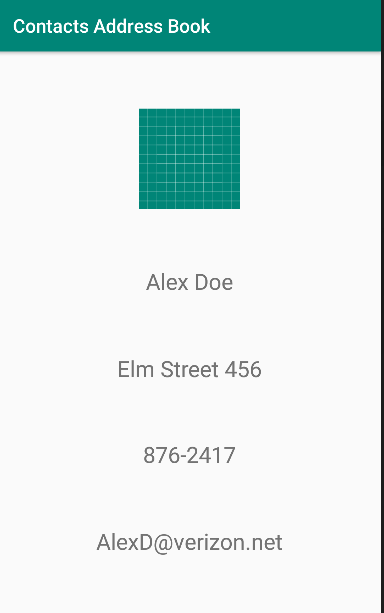 Contacts Address Book
Alex Doe
Elm Street 456
876-2417
AlexD@verizon.net